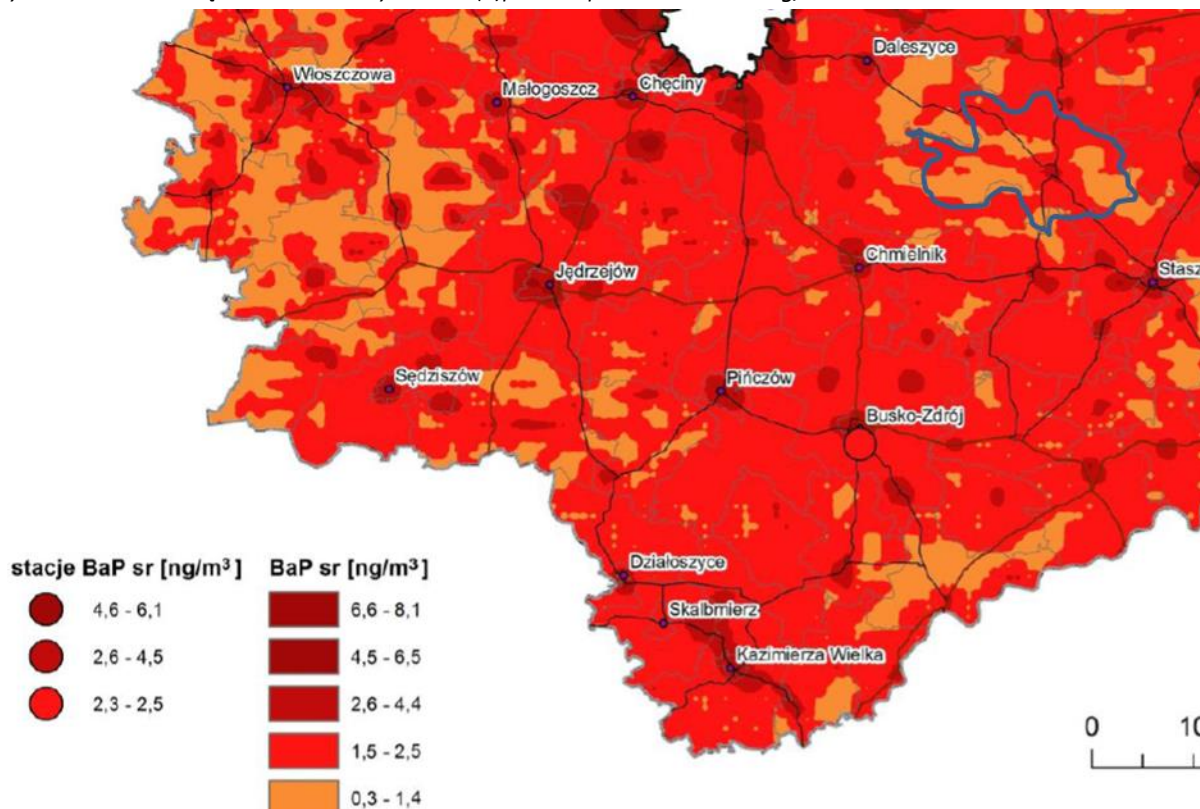 Włoszczowa
Daleszyce
Małogoszcz
Chęciny
Chmielnik
Jędrzejów
Stasz
Sędziszów
Pińczów
Busko-Zdrój
Działoszyce
Skalbmierz
Kazimierza Wielka
stacje BaP sr [ng/m³]
4,6 - 6,1
2,6 - 4,5
2,3 - 2,5
BaP sr [ng/m³]
6,6 - 8,1
4,5 - 6,5
2,6 - 4,4
1,5 - 2,5
0,3 - 1,4
0 10